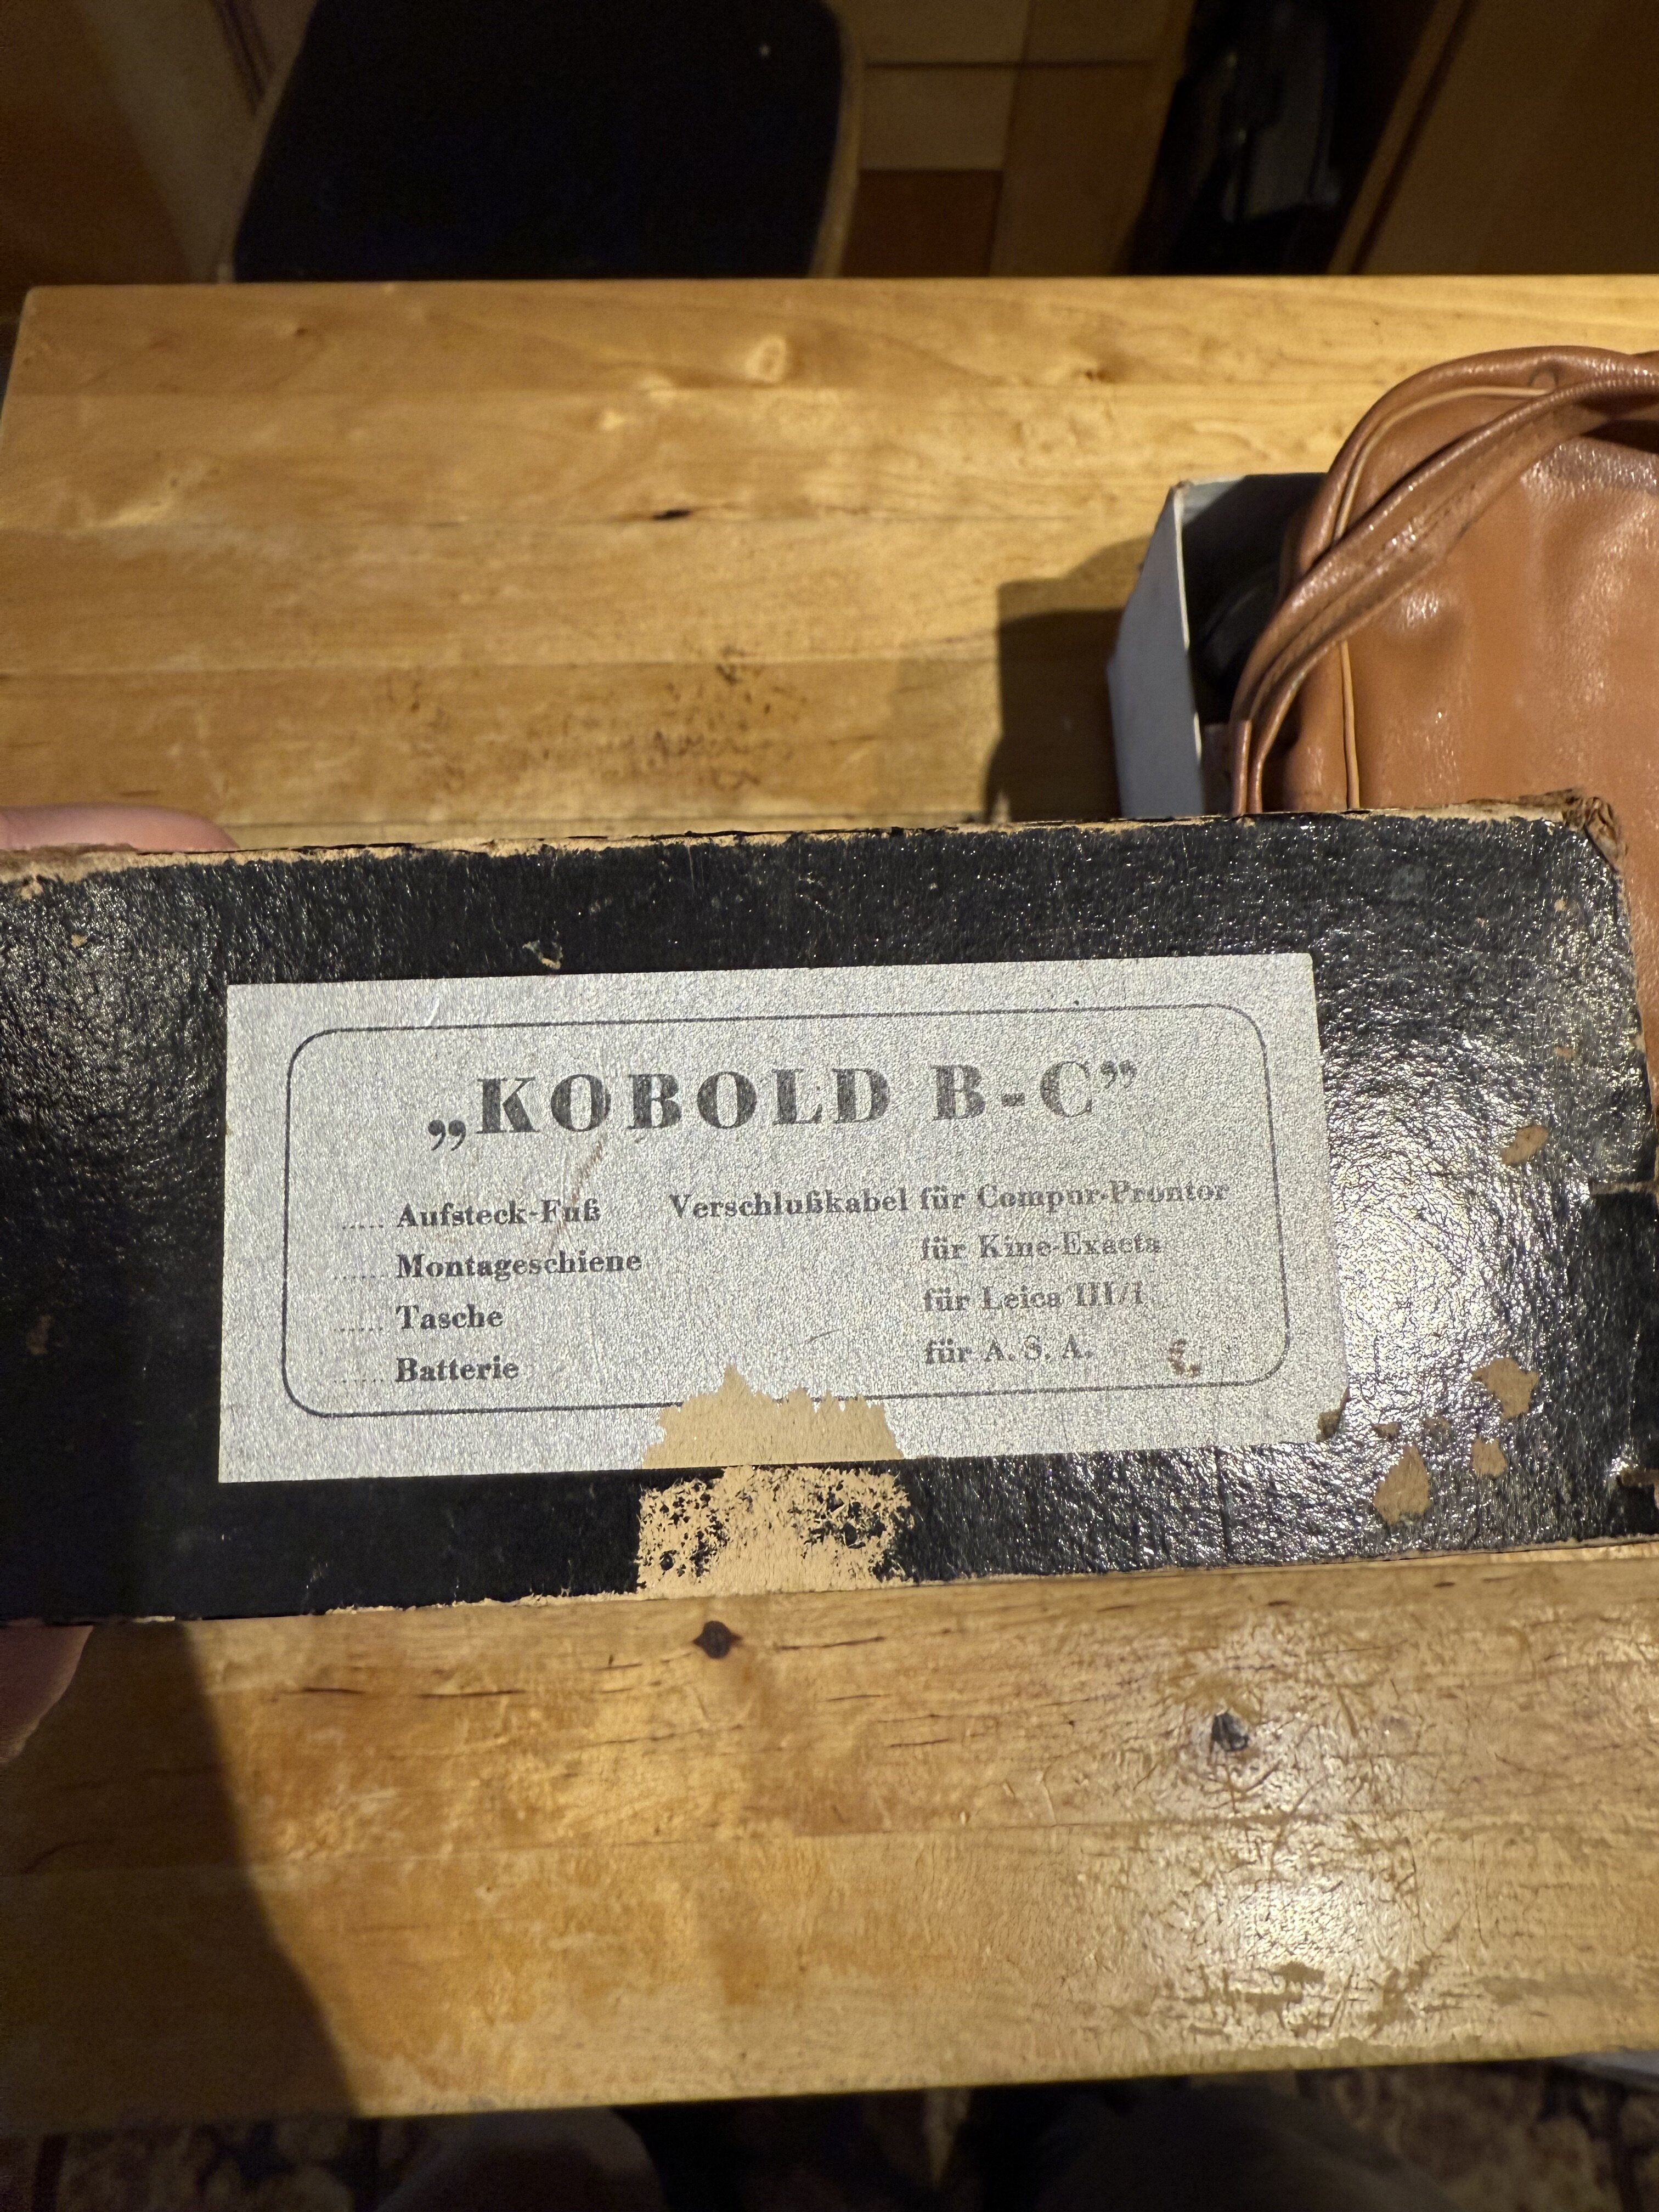 „KOBOLD B-C”
..... Aufsteck-Fuß Verschlußkabel für Compur-Prontor
...... Montageschiene für Kine-Exacta
...... Tasche für Leica III/f
...... Batterie für A. S. A.